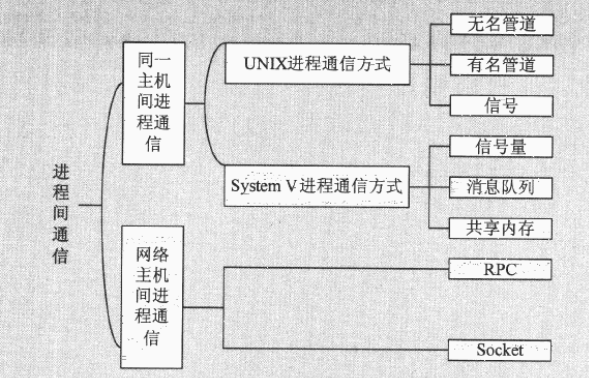 进程间通信
同一主机间进程通信
UNIX进程通信方式
无名管道
有名管道
信号
System V进程通信方式
信号量
消息队列
共享内存
网络主机间进程通信
RPC
Socket